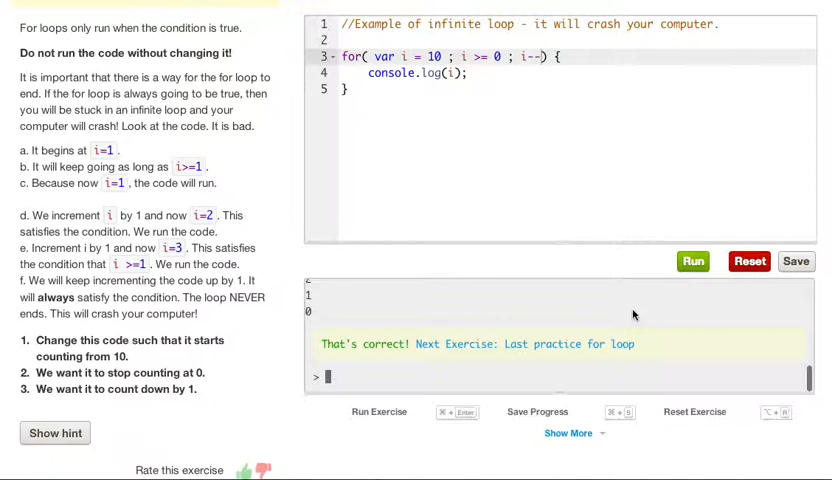 For loops only run when the condition is true.
Do not run the code without changing it!
It is important that there is a way for the for loop to
end. If the for loop is always going to be true, then
you will be stuck in an infinite loop and your
computer will crash! Look at the code. It is bad.
a. It begins at i=1 .
b. It will keep going as long as i>=1 .
c. Because now i=1 , the code will run.
d. We increment i by 1 and now i=2 . This
satisfies the condition. We run the code.
e. Increment i by 1 and now i=3 . This satisfies
the condition that i >=1 . We run the code.
f. We will keep incrementing the code up by 1. It
will always satisfy the condition. The loop NEVER
ends. This will crash your computer!
1. Change this code such that it starts
counting from 10.
2. We want it to stop counting at 0.
3. We want it to count down by 1.
Show hint
Rate this exercise
1 //Example of infinite loop - it will crash your computer.
2
3 for( var i = 10 ; i >= 0 ; i--) {
4 console.log(i);
5 }
Run Reset Save
1
0
That's correct! Next Exercise: Last practice for loop
>
Run Exercise ⌘ + Enter Save Progress ⌘ + S Reset Exercise ⌥ + R
Show More